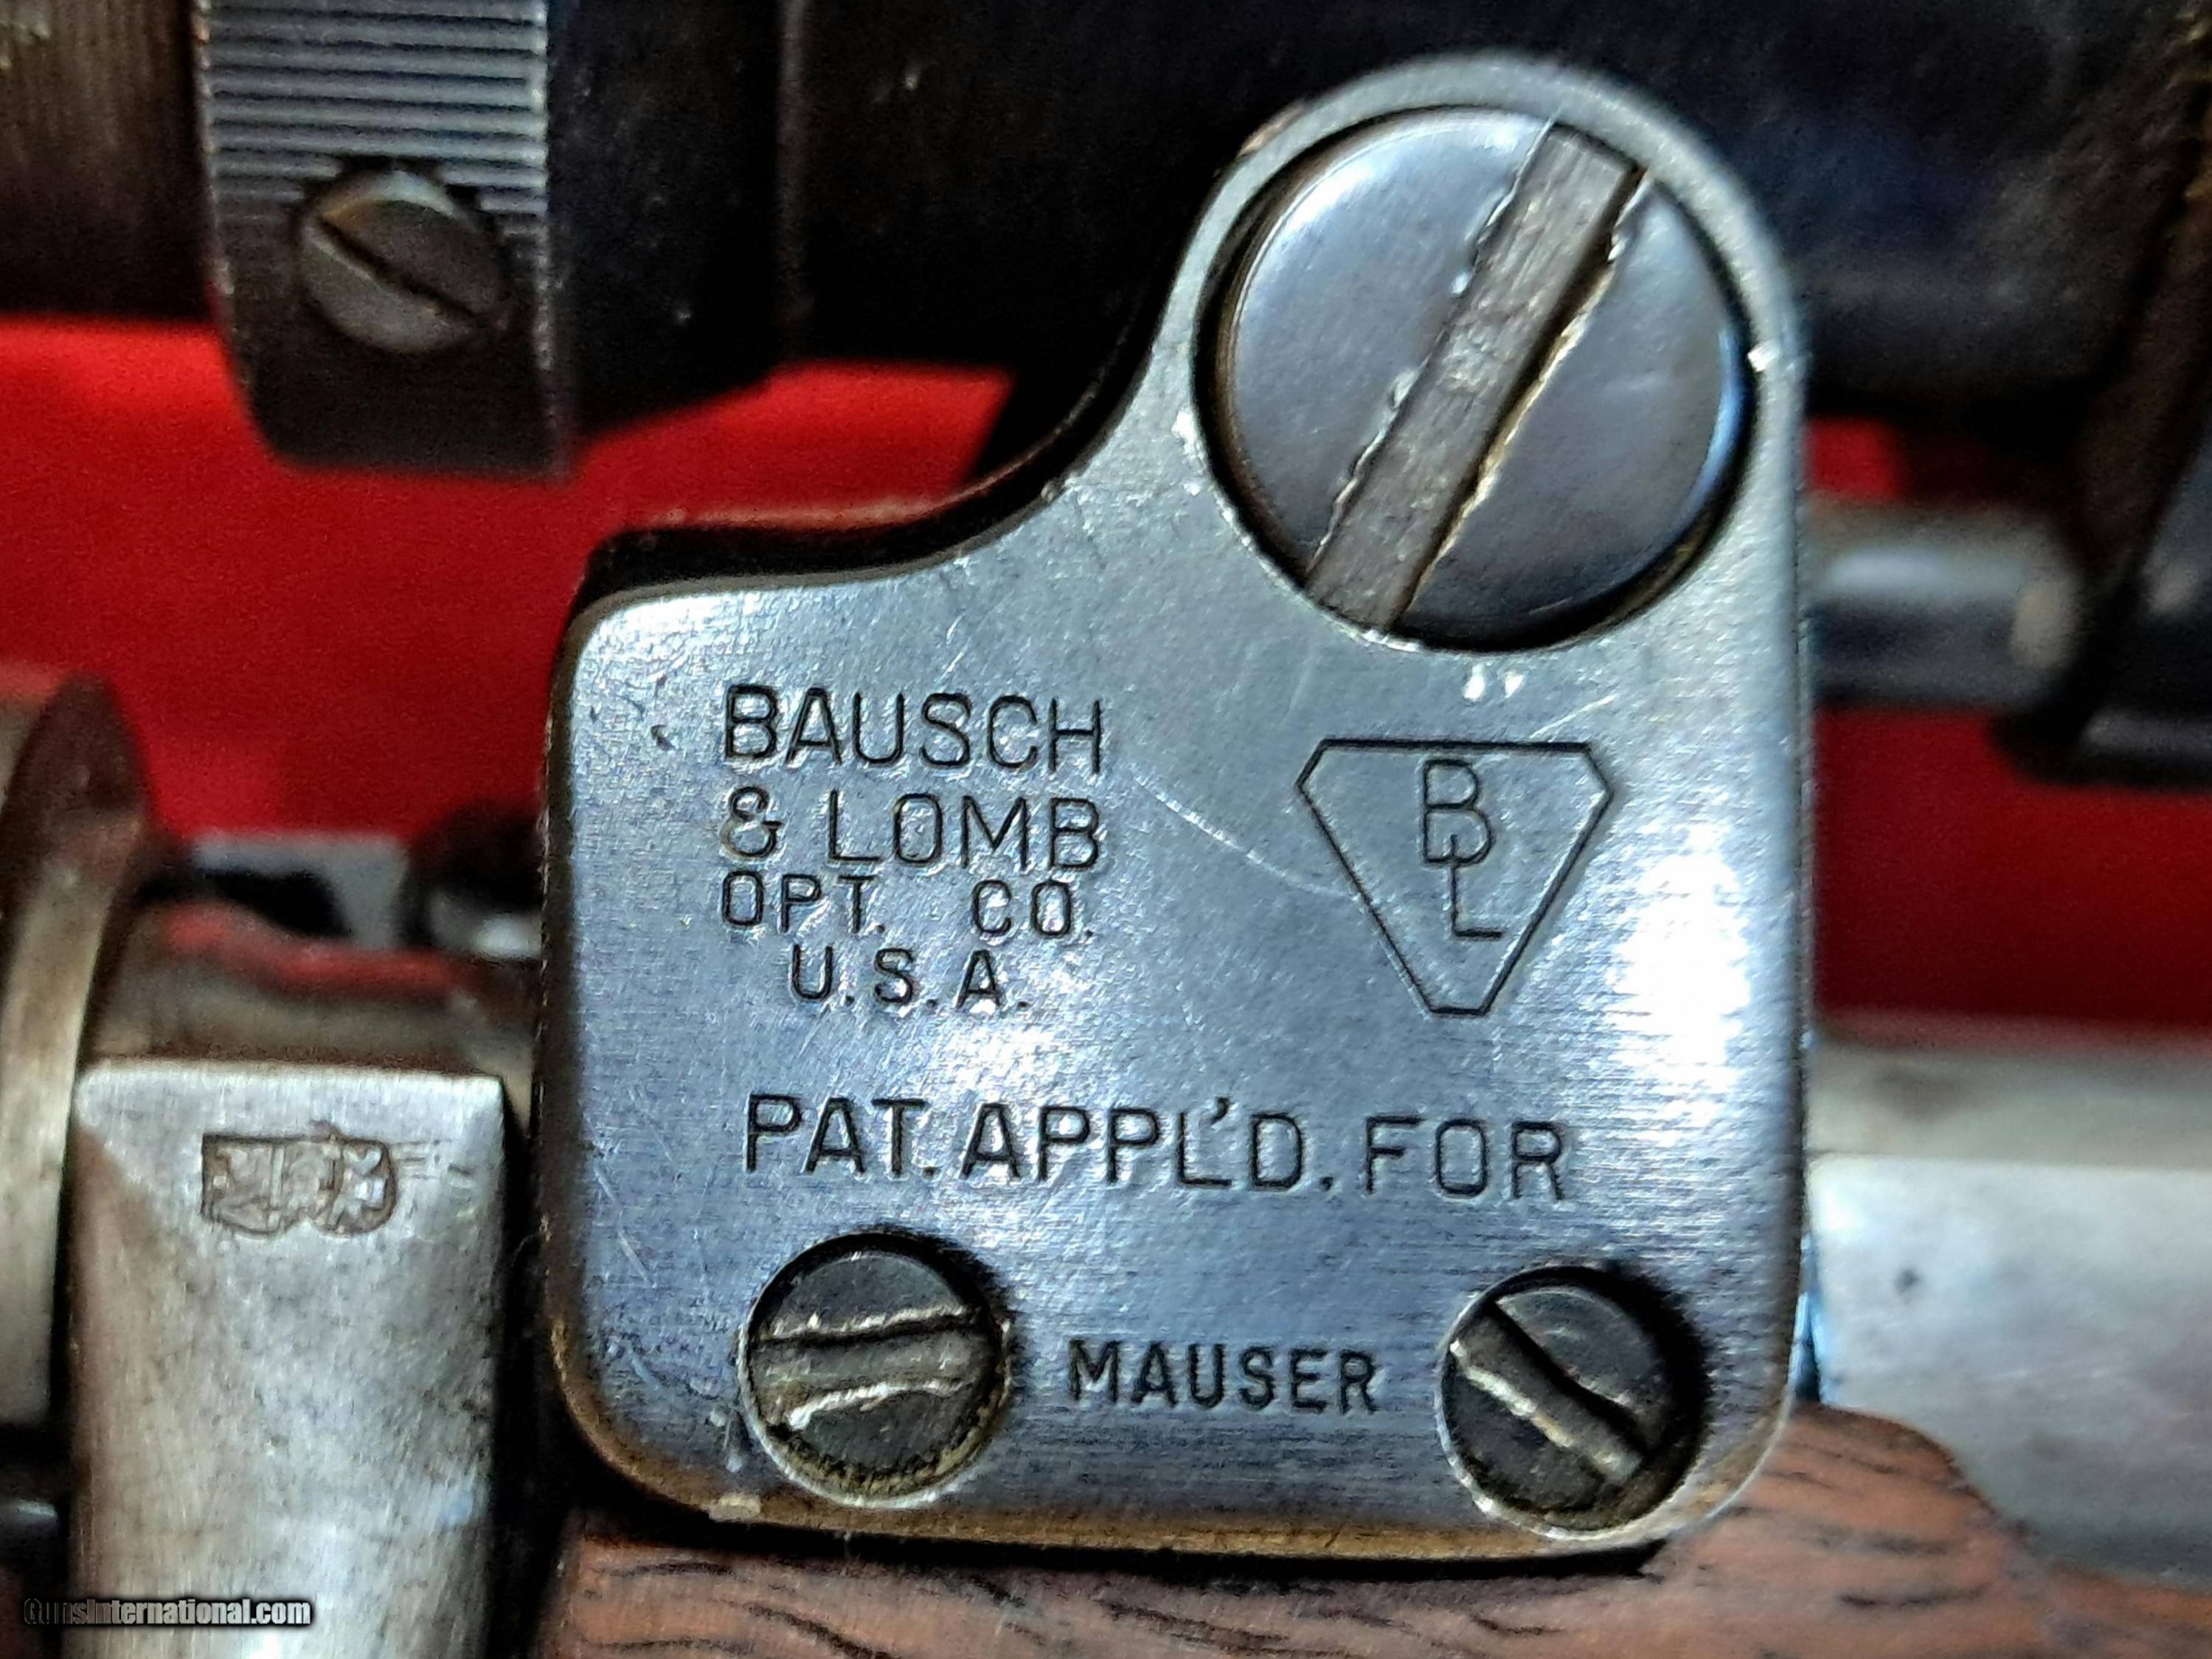 BAUSCH
& LOMB
OPT. CO.
U.S.A.
B
L
PAT. APPL'D. FOR
MAUSER
GunsInternational.com